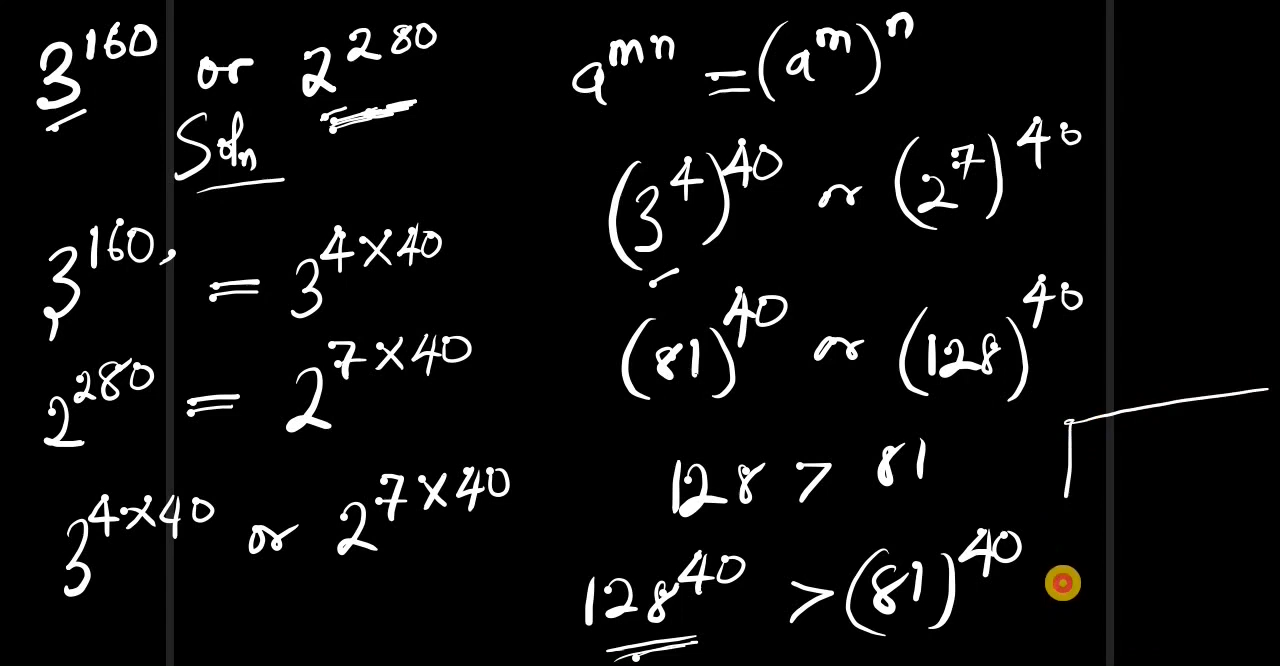 3^160 or 2^280
Soln
3^160, = 3^4×40
2^280 = 2^7×40
3^4×40 or 2^7×40
a^mn = (a^m)^n
(3^4)^40 or (2^7)^40
(81)^40 or (128)^40
128 > 81
128^40 > (81)^40